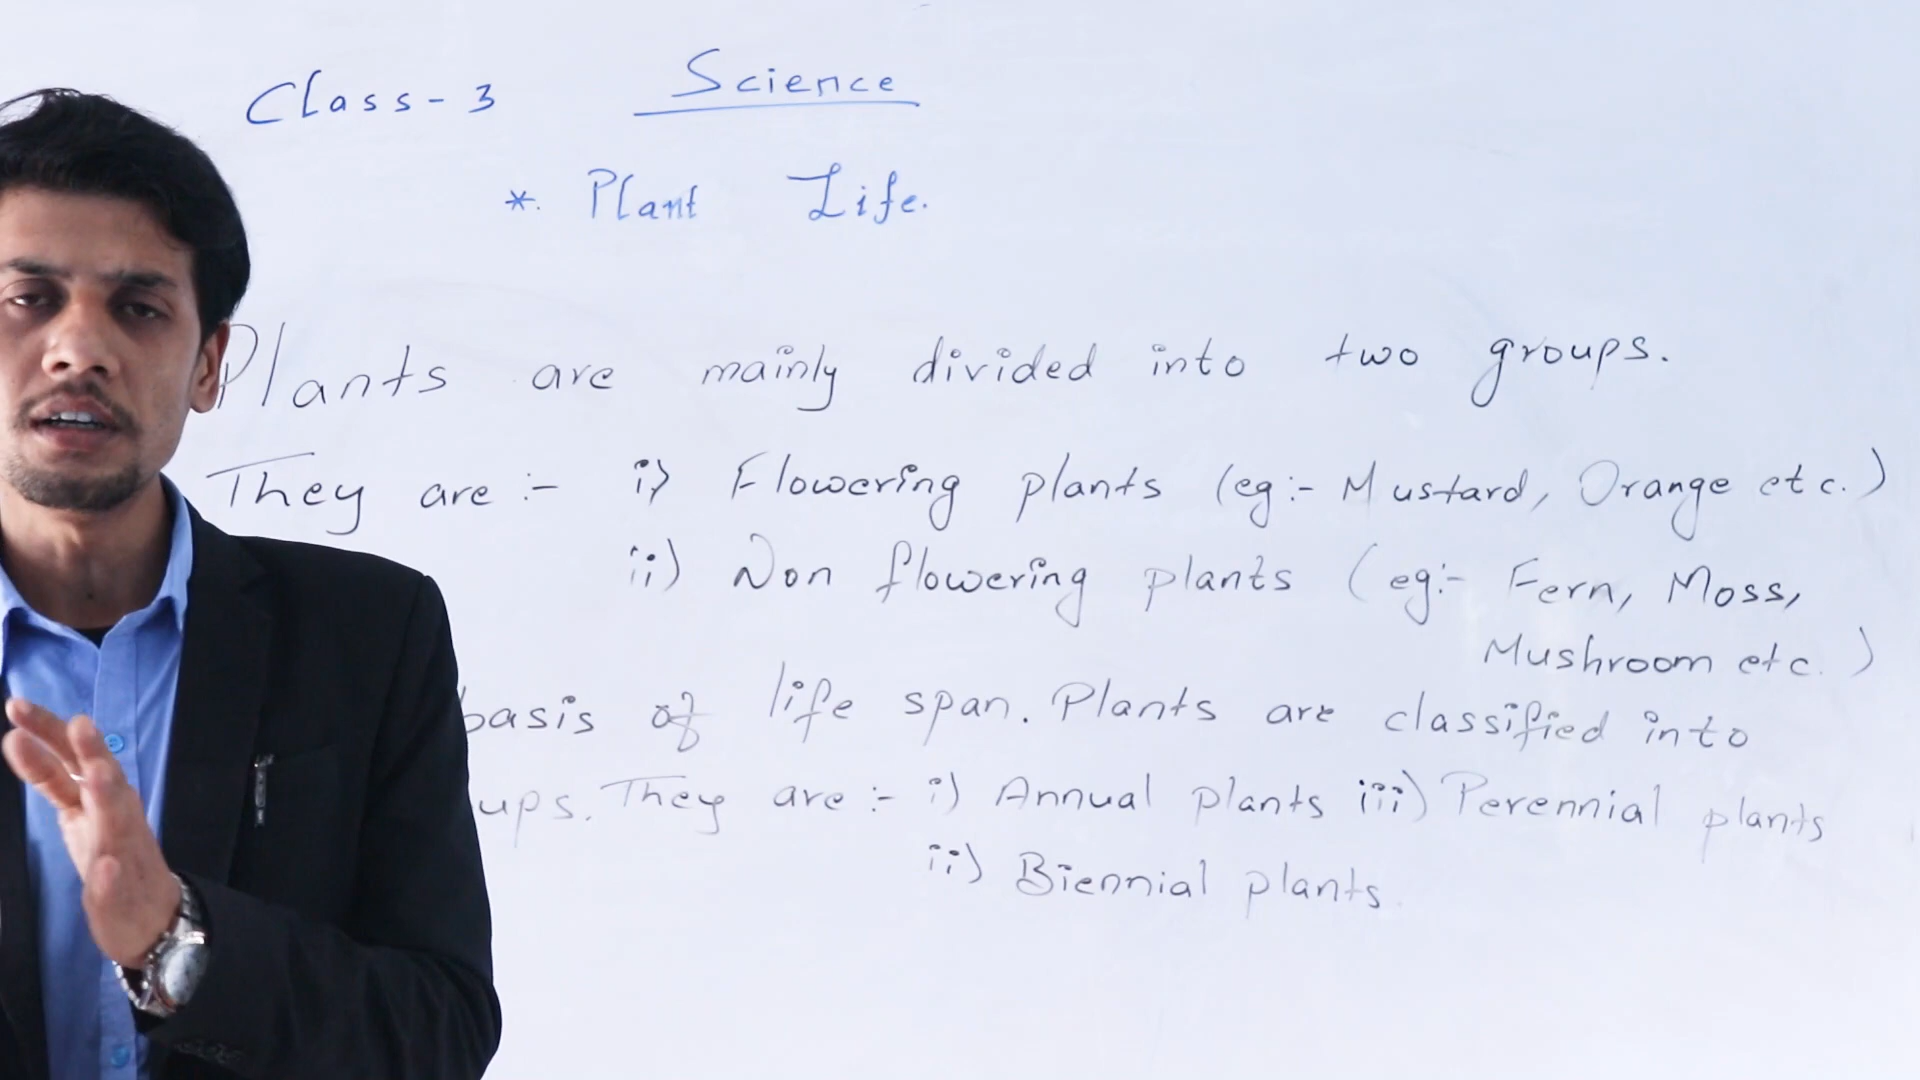 Class-3 Science
*. Plant Life.
Plants are mainly divided into two groups.
They are :- i) Flowering plants (eg:- Mustard, Orange etc.)
ii) Non flowering plants (eg:- Fern, Moss,
Mushroom etc.)
basis of life span. Plants are classified into
ups. They are :- i) Annual plants iii) Perennial plants
ii) Biennial plants.